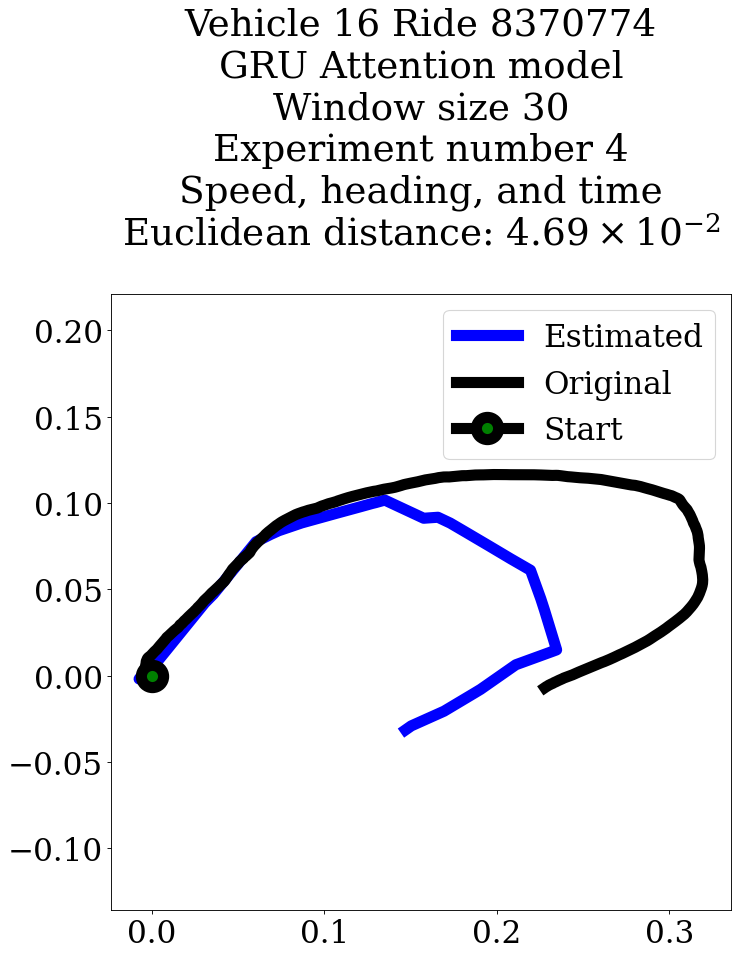 Vehicle 16 Ride 8370774
GRU Attention model
Window size 30
Experiment number 4
Speed, heading, and time
Euclidean distance: 4.69 × 10⁻²
Estimated
Original
Start
0.20
0.15
0.10
0.05
0.00
−0.05
−0.10
0.0 0.1 0.2 0.3